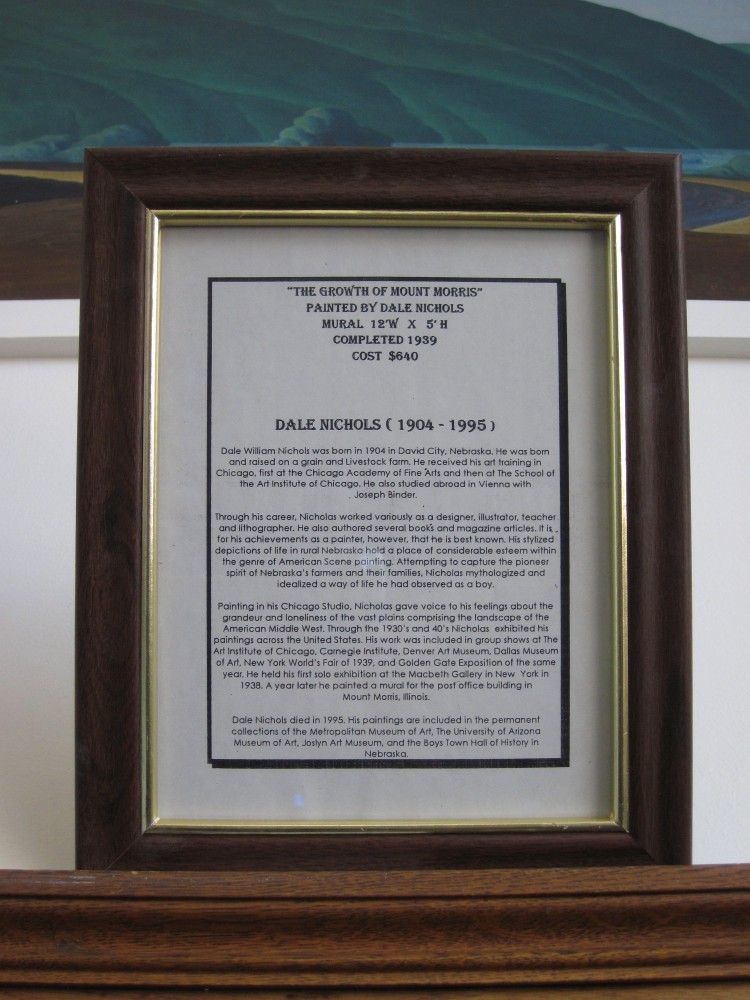 "THE GROWTH OF MOUNT MORRIS"
PAINTED BY DALE NICHOLS
MURAL 12'W X 5' H
COMPLETED 1939
COST $640
DALE NICHOLS ( 1904 - 1995 )
Dale William Nichols was born in 1904 in David City, Nebraska. He was born
and raised on a grain and Livestock farm. He received his art training in
Chicago, first at the Chicago Academy of Fine Arts and then at The School of
the Art Institute of Chicago. He also studied abroad in Vienna with
Joseph Binder.
Through his career, Nicholas worked variously as a designer, illustrator, teacher
and lithographer. He also authored several books and magazine articles. It is
for his achievements as a painter, however, that he is best known. His stylized
depictions of life in rural Nebraska hold a place of considerable esteem within
the genre of American Scene painting. Attempting to capture the pioneer
spirit of Nebraska's farmers and their families, Nicholas mythologized and
idealized a way of life he had observed as a boy.
Painting in his Chicago Studio, Nicholas gave voice to his feelings about the
grandeur and loneliness of the vast plains comprising the landscape of the
American Middle West. Through the 1930's and 40's Nicholas exhibited his
paintings across the United States. His work was included in group shows at The
Art Institute of Chicago, Carnegie Institute, Denver Art Museum, Dallas Museum
of Art, New York World's Fair of 1939, and Golden Gate Exposition of the same
year. He held his first solo exhibition at the Macbeth Gallery in New York in
1938. A year later he painted a mural for the post office building in
Mount Morris, Illinois.
Dale Nichols died in 1995. His paintings are included in the permanent
collections of the Metropolitan Museum of Art, The University of Arizona
Museum of Art, Joslyn Art Museum, and the Boys Town Hall of History in
Nebraska.